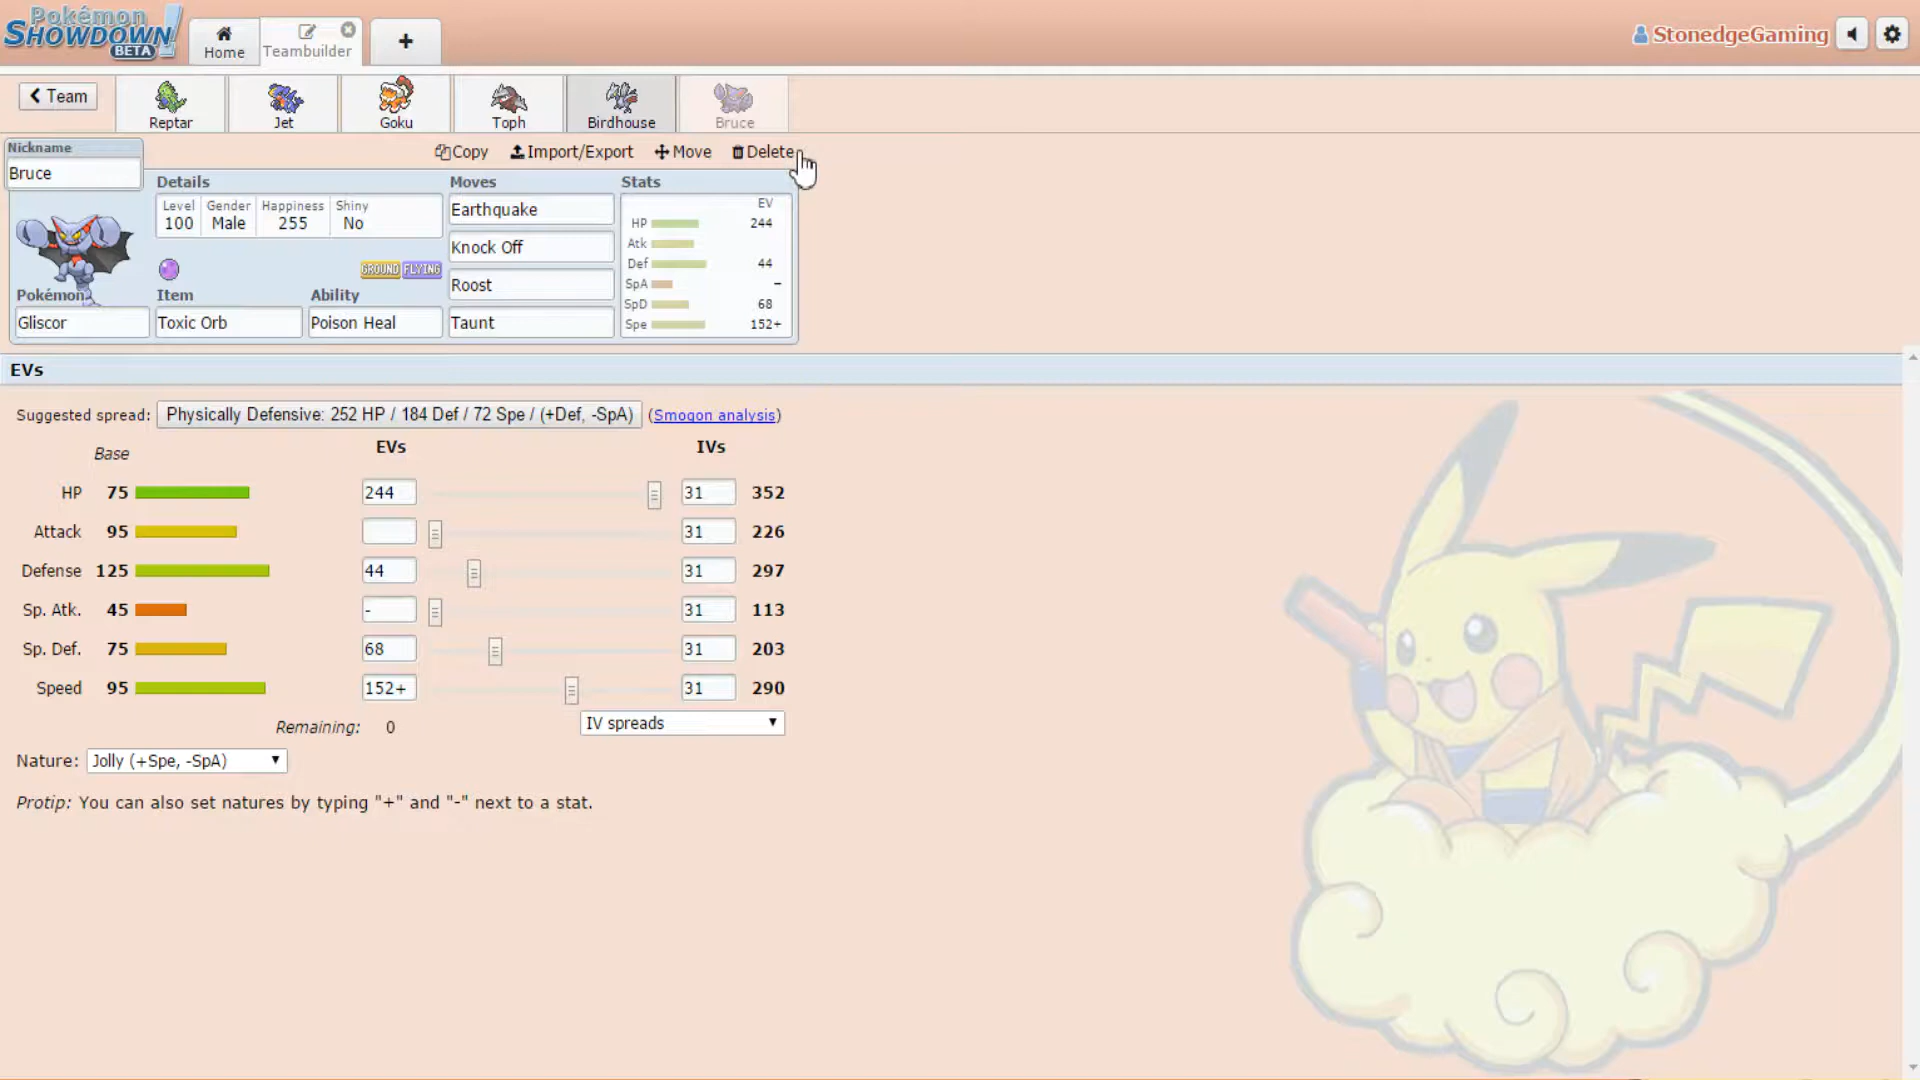 Pokémon
SHOWDOWN!
BETA
Home
Teambuilder
+
StonedgeGaming
Team
Reptar
Jet
Goku
Toph
Birdhouse
Bruce
Copy
Import/Export
Move
Delete
Nickname
Bruce
Details
Level
100
Gender
Male
Happiness
255
Shiny
No
GROUND
FLYING
Pokémon
Gliscor
Item
Toxic Orb
Ability
Poison Heal
Moves
Earthquake
Knock Off
Roost
Taunt
Stats
EV
HP 244
Atk
Def 44
SpA –
SpD 68
Spe 152+
EVs
Suggested spread: Physically Defensive: 252 HP / 184 Def / 72 Spe / (+Def, -SpA) (Smogon analysis)
Base EVs IVs
HP 75 244 31 352
Attack 95 31 226
Defense 125 44 31 297
Sp. Atk. 45 - 31 113
Sp. Def. 75 68 31 203
Speed 95 152+ 31 290
Remaining: 0
IV spreads
Nature: Jolly (+Spe, -SpA)
Protip: You can also set natures by typing "+" and "-" next to a stat.